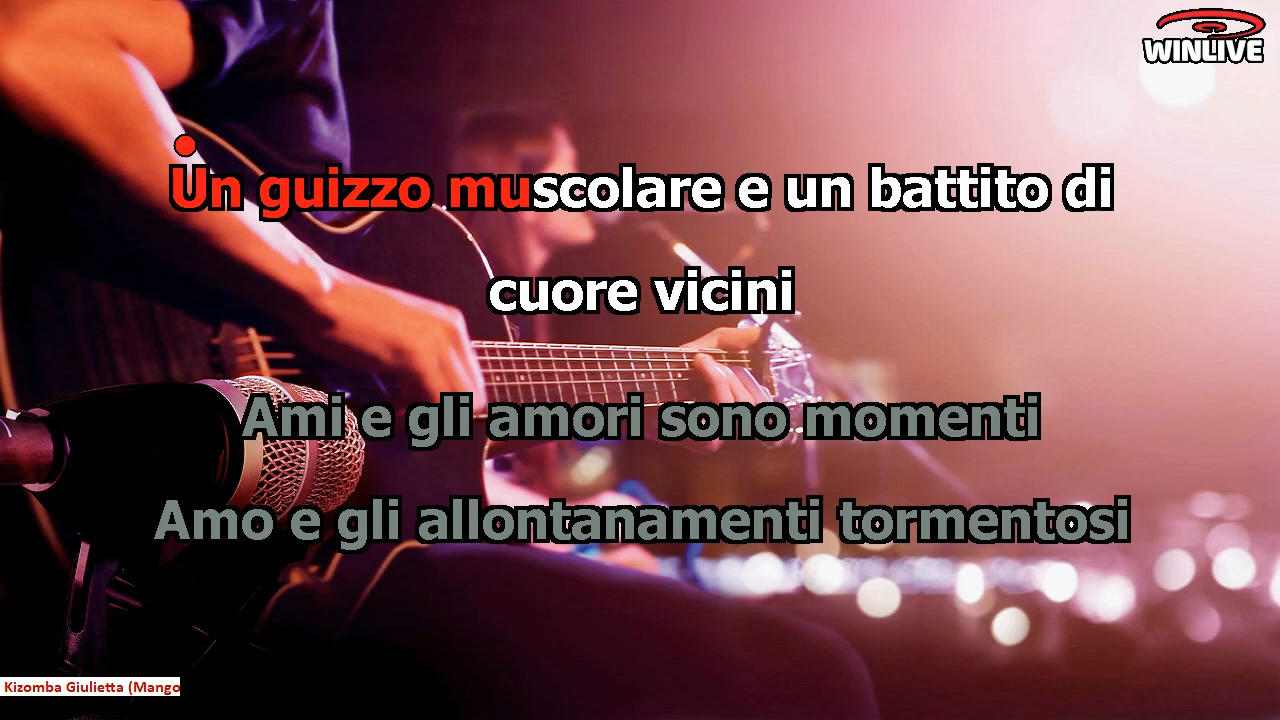 WINLIVE
Un guizzo muscolare e un battito di
cuore vicini
Ami e gli amori sono momenti
Amo e gli allontanamenti tormentosi
Kizomba Giulietta (Mango